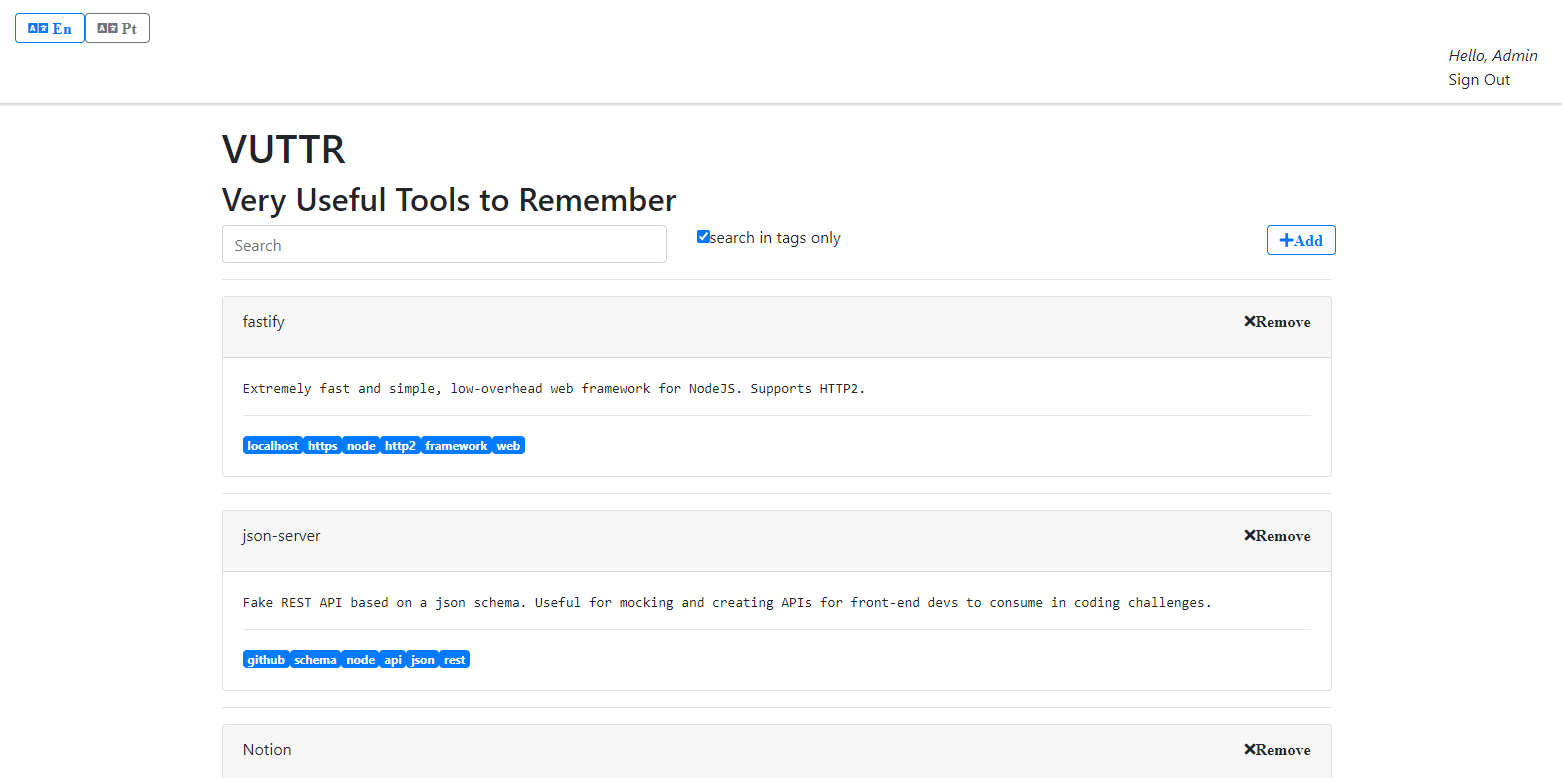 En Pt
Hello, Admin
Sign Out
VUTTR
Very Useful Tools to Remember
Search search in tags only Add
fastify Remove
Extremely fast and simple, low-overhead web framework for NodeJS. Supports HTTP2.
localhost https node http2 framework web
json-server Remove
Fake REST API based on a json schema. Useful for mocking and creating APIs for front-end devs to consume in coding challenges.
github schema node api json rest
Notion Remove